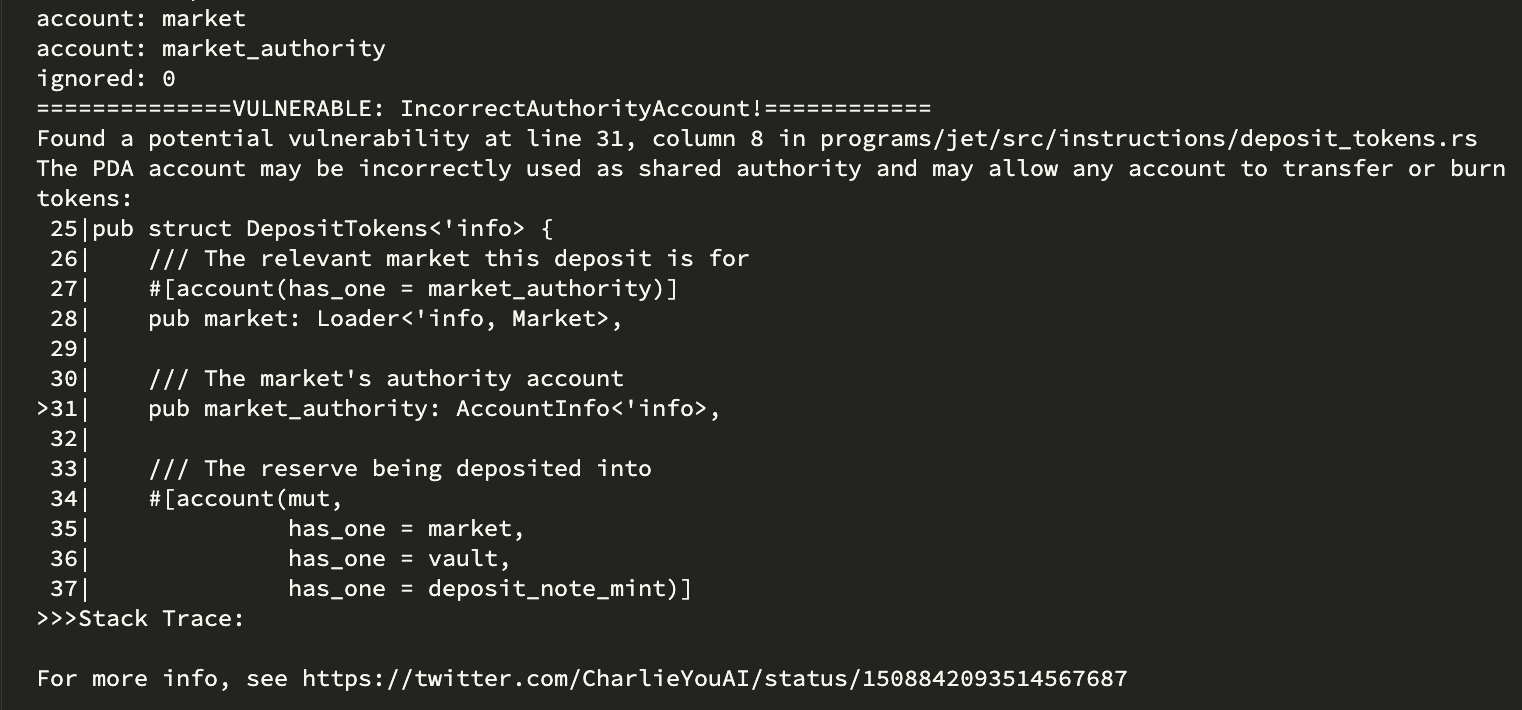 account: market
account: market_authority
ignored: 0
==============VULNERABLE: IncorrectAuthorityAccount!============
Found a potential vulnerability at line 31, column 8 in programs/jet/src/instructions/deposit_tokens.rs
The PDA account may be incorrectly used as shared authority and may allow any account to transfer or burn
tokens:
 25|pub struct DepositTokens<'info> {
 26|    /// The relevant market this deposit is for
 27|    #[account(has_one = market_authority)]
 28|    pub market: Loader<'info, Market>,
 29|
 30|    /// The market's authority account
>31|    pub market_authority: AccountInfo<'info>,
 32|
 33|    /// The reserve being deposited into
 34|    #[account(mut,
 35|              has_one = market,
 36|              has_one = vault,
 37|              has_one = deposit_note_mint)]
>>>Stack Trace:

For more info, see https://twitter.com/CharlieYouAI/status/1508842093514567687